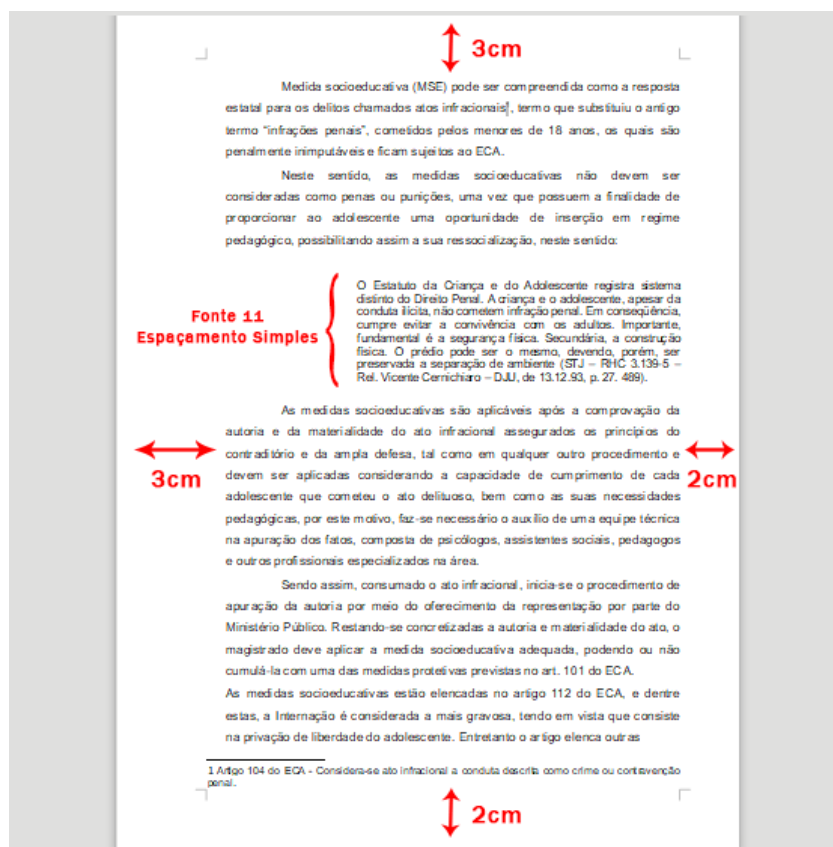 3cm
Medida socioeducativa (MSE) pode ser compreendida como a resposta
estatal para os delitos chamados atos infracionais¹, termo que substituiu o antigo
termo “infrações penais”, cometidos pelos menores de 18 anos, os quais são
penalmente inimputáveis e ficam sujeitos ao ECA.
Neste sentido, as medidas socioeducativas não devem ser
consideradas como penas ou punições, uma vez que possuem a finalidade de
proporcionar ao adolescente uma oportunidade de inserção em regime
pedagógico, possibilitando assim a sua ressocialização, neste sentido:
Fonte 11
Espaçamento Simples
O Estatuto da Criança e do Adolescente registra sistema
distinto do Direito Penal. A criança e o adolescente, apesar da
conduta ilícita, não cometem infração penal. Em conseqüência,
cumpre evitar a convivência com os adultos. Importante,
fundamental é a segurança física. Secundária, a construção
física. O prédio pode ser o mesmo, devendo, porém, ser
preservada a separação de ambiente (STJ – RHC 3.139-5 –
Rel. Vicente Cernichiaro – DJU, de 13.12.93, p. 27. 489).
As medidas socioeducativas são aplicáveis após a comprovação da
autoria e da materialidade do ato infracional assegurados os princípios do
contraditório e da ampla defesa, tal como em qualquer outro procedimento e
devem ser aplicadas considerando a capacidade de cumprimento de cada
adolescente que cometeu o ato delituoso, bem como as suas necessidades
pedagógicas, por este motivo, faz-se necessário o auxílio de uma equipe técnica
na apuração dos fatos, composta de psicólogos, assistentes sociais, pedagogos
e outros profissionais especializados na área.
3cm
2cm
Sendo assim, consumado o ato infracional, inicia-se o procedimento de
apuração da autoria por meio do oferecimento da representação por parte do
Ministério Público. Restando-se concretizadas a autoria e materialidade do ato, o
magistrado deve aplicar a medida socioeducativa adequada, podendo ou não
cumulá-la com uma das medidas protetivas previstas no art. 101 do ECA.
As medidas socioeducativas estão elencadas no artigo 112 do ECA, e dentre
estas, a Internação é considerada a mais gravosa, tendo em vista que consiste
na privação de liberdade do adolescente. Entretanto o artigo elenca outras
1 Artigo 104 do ECA - Considera-se ato infracional a conduta descrita como crime ou contravenção
penal.
2cm